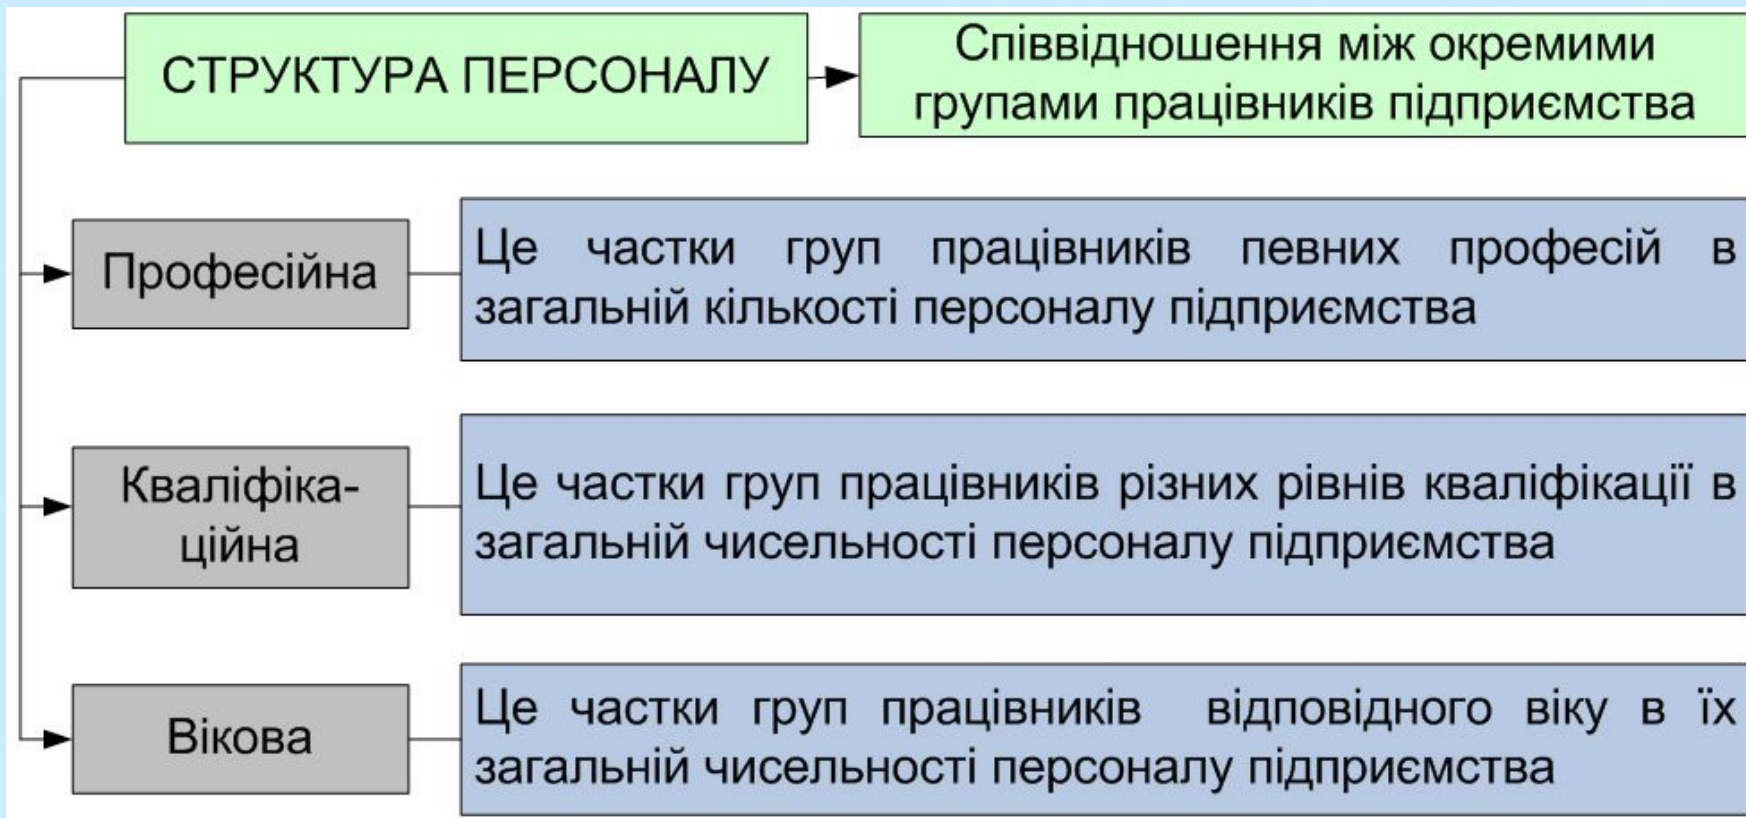 СТРУКТУРА ПЕРСОНАЛУ
Співвідношення між окремими
групами працівників підприємства
Професійна
Це частки груп працівників певних професій в
загальній кількості персоналу підприємства
Кваліфіка-
ційна
Це частки груп працівників різних рівнів кваліфікації в
загальній чисельності персоналу підприємства
Вікова
Це частки груп працівників відповідного віку в їх
загальній чисельності персоналу підприємства